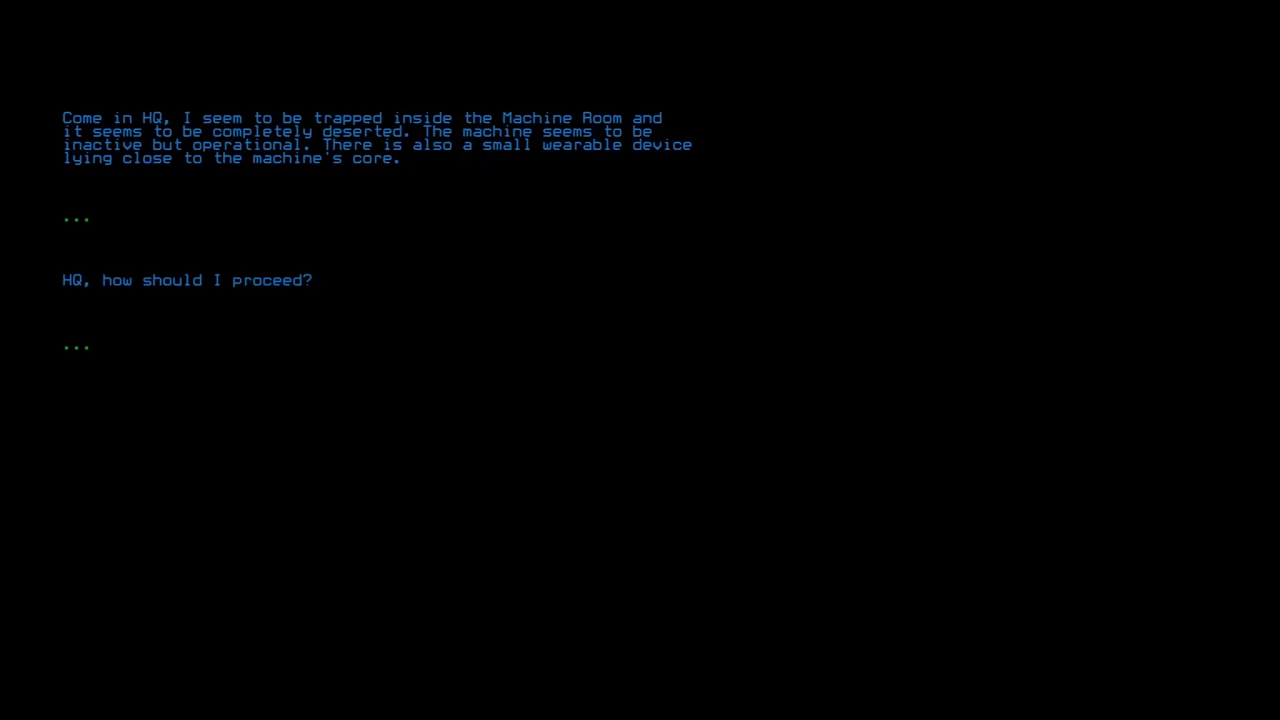 Come in HQ, I seem to be trapped inside the Machine Room and
it seems to be completely deserted. The machine seems to be
inactive but operational. There is also a small wearable device
lying close to the machine's core.
...
HQ, how should I proceed?
...